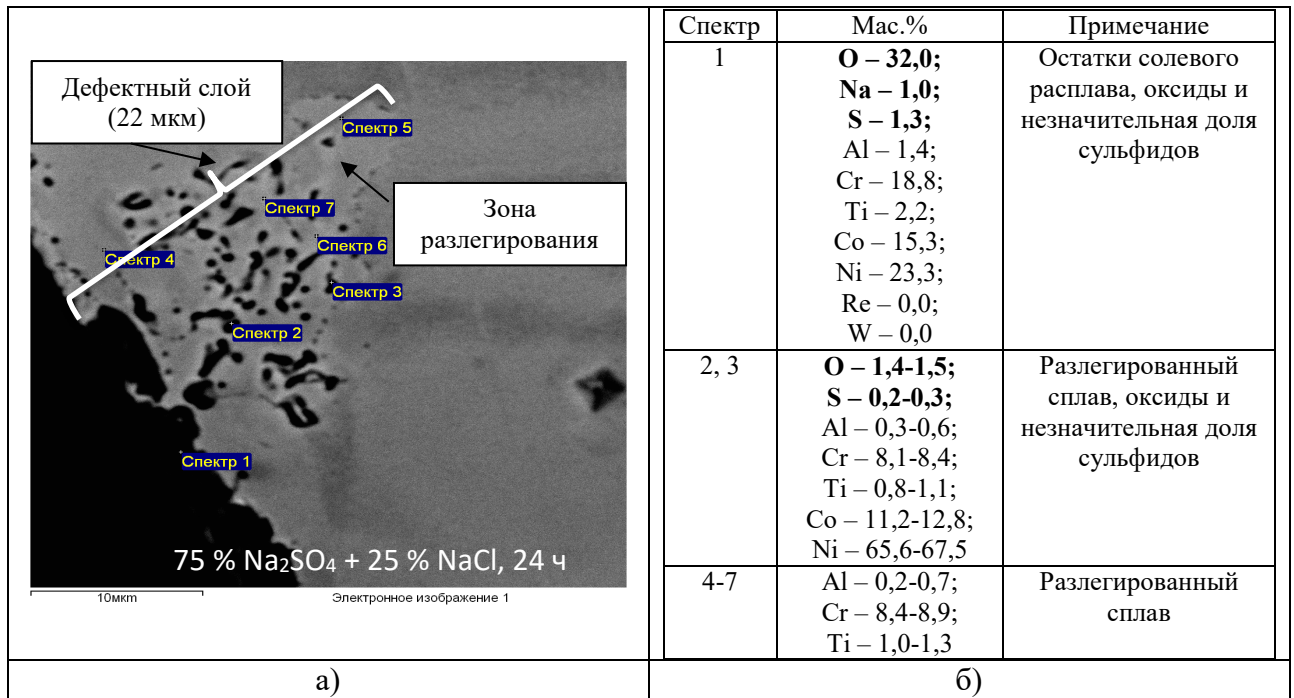 Дефектный слой
(22 мкм)
Спектр 5
Зона
разлегирования
Спектр 7
Спектр 6
Спектр 4
Спектр 3
Спектр 2
Спектр 1
75 % Na₂SO₄ + 25 % NaCl, 24 ч
10мкm
Электронное изображение 1
а)
Спектр Мас.% Примечание
1 O – 32,0; Остатки солевого
Na – 1,0; расплава, оксиды и
S – 1,3; незначительная доля
Al – 1,4; сульфидов
Cr – 18,8;
Ti – 2,2;
Co – 15,3;
Ni – 23,3;
Re – 0,0;
W – 0,0
2, 3 O – 1,4-1,5; Разлегированный
S – 0,2-0,3; сплав, оксиды и
Al – 0,3-0,6; незначительная доля
Cr – 8,1-8,4; сульфидов
Ti – 0,8-1,1;
Co – 11,2-12,8;
Ni – 65,6-67,5
4-7 Al – 0,2-0,7; Разлегированный
Cr – 8,4-8,9; сплав
Ti – 1,0-1,3
б)